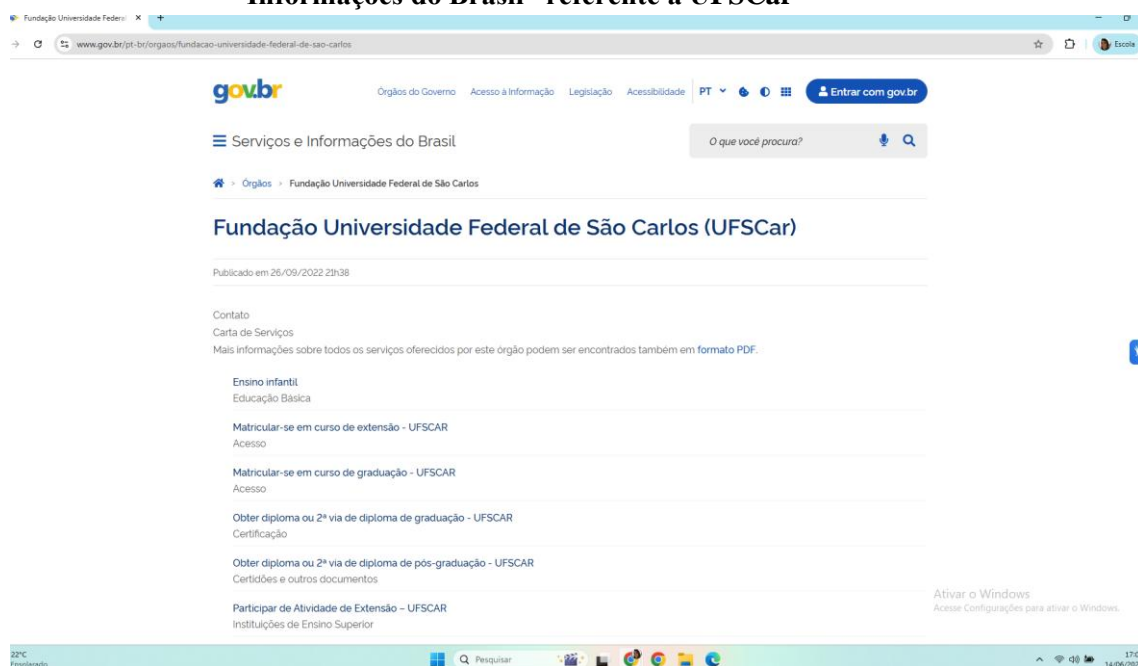 Informações do Brasil" referente à UFSCar
Fundação Universidade Feder
www.gov.br/pt-br/orgaos/fundacao-universidade-federal-de-sao-carlos
Escola
gov.br
Órgãos do Governo Acesso à Informação Legislação Acessibilidade PT Entrar com gov.br
Serviços e Informações do Brasil
O que você procura?
Órgãos > Fundação Universidade Federal de São Carlos
Fundação Universidade Federal de São Carlos (UFSCar)
Publicado em 26/09/2022 21h38
Contato
Carta de Serviços
Mais informações sobre todos os serviços oferecidos por este órgão podem ser encontrados também em formato PDF.
Ensino infantil
Educação Básica
Matricular-se em curso de extensão - UFSCAR
Acesso
Matricular-se em curso de graduação - UFSCAR
Acesso
Obter diploma ou 2ª via de diploma de graduação - UFSCAR
Certificação
Obter diploma ou 2ª via de diploma de pós-graduação - UFSCAR
Certidões e outros documentos
Participar de Atividade de Extensão – UFSCAR
Instituições de Ensino Superior
Ativar o Windows
Acesse Configurações para ativar o Windows.
22°C
Ensolarado
Pesquisar